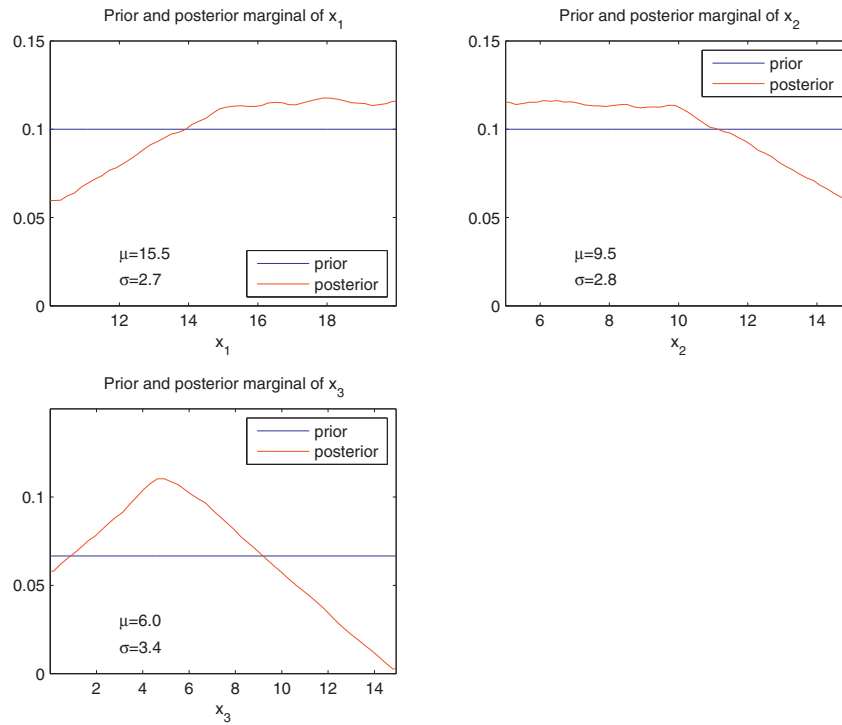 Prior and posterior marginal of x1
0.15
0.1
0.05
0
μ=15.5
σ=2.7
prior
posterior
12 14 16 18
x1
Prior and posterior marginal of x2
0.15
0.1
0.05
0
prior
posterior
μ=9.5
σ=2.8
6 8 10 12 14
x2
Prior and posterior marginal of x3
0.1
0.05
0
prior
posterior
μ=6.0
σ=3.4
2 4 6 8 10 12 14
x3